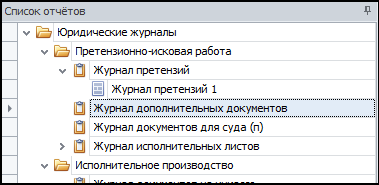 Список отчётов
Юридические журналы
Претензионно-исковая работа
Журнал претензий
Журнал претензий 1
Журнал дополнительных документов
Журнал документов для суда (п)
Журнал исполнительных листов
Исполнительное производство